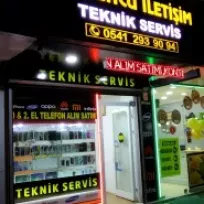 İLETİŞİM
TEKNİK SERVİS
0541 293 90 94
N ALIM SATIM
TEKNİK SERVİS
oppo
& 2. EL TELEFON ALIM SATIM
TEKNİK SERVİS